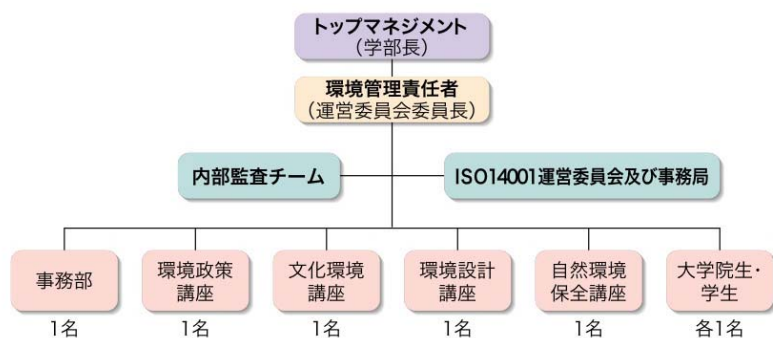 トップマネジメント
（学部長）
環境管理責任者
（運営委員会委員長）
内部監査チーム
ISO14001運営委員会及び事務局
事務部
環境政策
講座
文化環境
講座
環境設計
講座
自然環境
保全講座
大学院生・
学生
1名
1名
1名
1名
1名
各1名